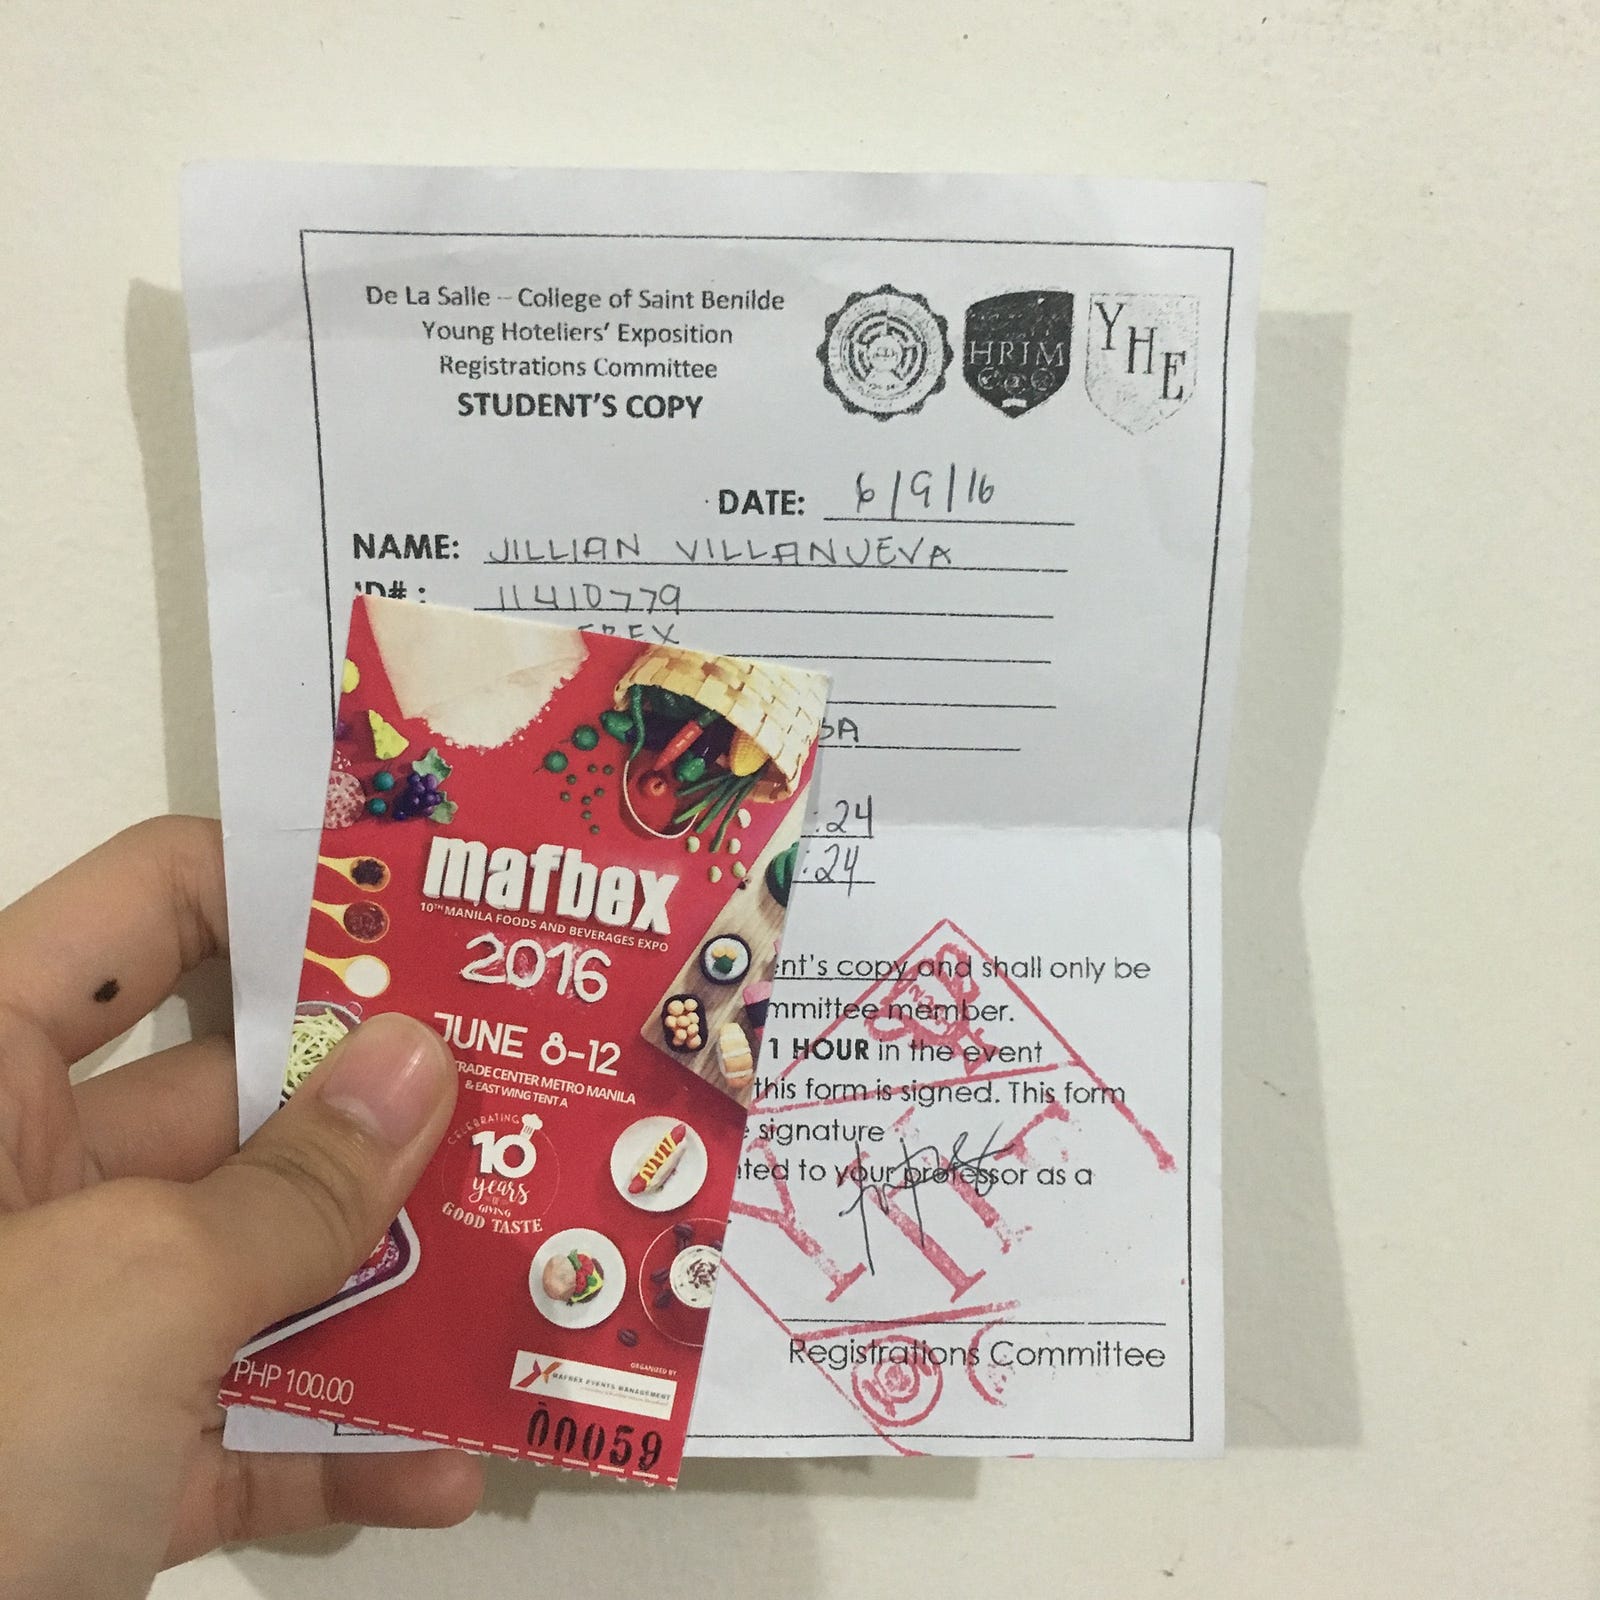 De La Salle – College of Saint Benilde
Young Hoteliers' Exposition
Registrations Committee
STUDENT'S COPY
HRIM
YHE
DATE: 6/9/16
NAME: JILLIAN VILLANUEVA
ID# : 11410779
:24
:24
copy and shall only be
member.
1 HOUR in the event
this form is signed. This form
signature
to your professor as a
Registrations Committee
mafbex
10TH MANILA FOODS AND BEVERAGES EXPO
2016
JUNE 8-12
TRADE CENTER METRO MANILA
& EAST WING TENT A
CELEBRATING
10
years
OF
GIVING
GOOD TASTE
PHP 100.00
ORGANIZED BY
MAFBEX EVENTS MANAGEMENT
00059